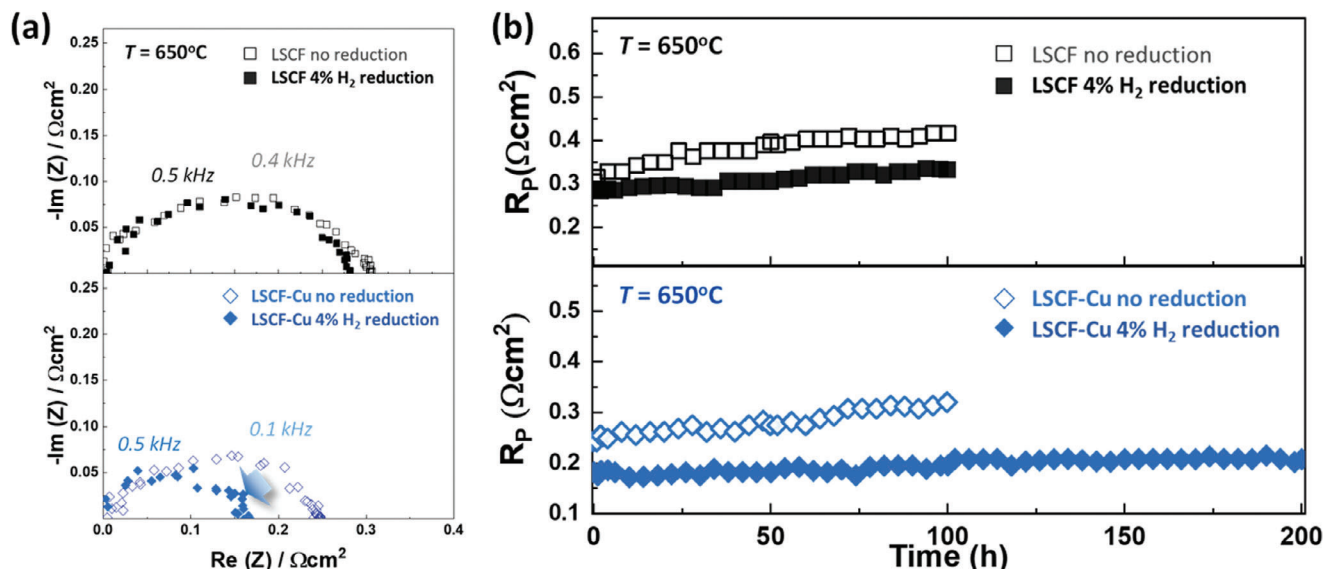 (a)
T = 650°C
LSCF no reduction
LSCF 4% H₂ reduction
0.5 kHz
0.4 kHz
-Im (Z) / Ωcm²
0.25
0.20
0.15
0.10
0.05
0.00
LSCF-Cu no reduction
LSCF-Cu 4% H₂ reduction
0.5 kHz
0.1 kHz
-Im (Z) / Ωcm²
0.25
0.20
0.15
0.10
0.05
0.0 0.1 0.2 0.3 0.4
Re (Z) / Ωcm²
(b)
T = 650°C
LSCF no reduction
LSCF 4% H₂ reduction
R_P(Ωcm²)
0.6
0.5
0.4
0.3
0.2
T = 650°C
LSCF-Cu no reduction
LSCF-Cu 4% H₂ reduction
R_P (Ωcm²)
0.5
0.4
0.3
0.2
0.1
0 50 100 150 200
Time (h)